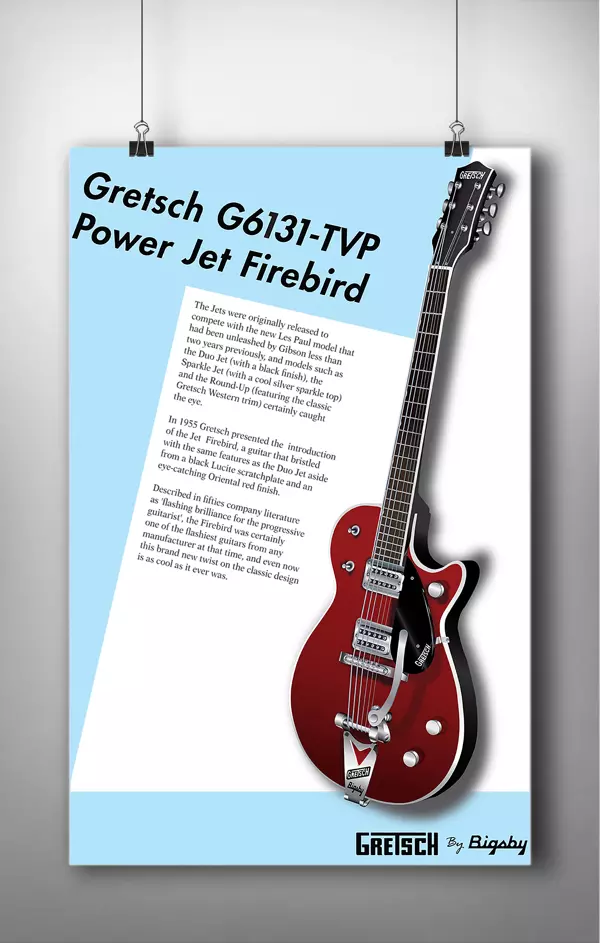 Gretsch G6131-TVP
Power Jet Firebird
The Jets were originally released to
compete with the new Les Paul model that
had been unleashed by Gibson less than
two years previously, and models such as
the Duo Jet (with a black finish), the
Sparkle Jet (with a cool silver sparkle top)
and the Round-Up (featuring the classic
Gretsch Western trim) certainly caught
the eye.
In 1955 Gretsch presented the introduction
of the Jet Firebird, a guitar that bristled
with the same features as the Duo Jet aside
from a black Lucite scratchplate and an
eye-catching Oriental red finish.
Described in fifties company literature
as 'flashing brilliance for the progressive
guitarist', the Firebird was certainly
one of the flashiest guitars from any
manufacturer at that time, and even now
this brand new twist on the classic design
is as cool as it ever was.
GRETSCH
GRETSCH
GRETSCH
Bigsby
GRETSCH By Bigsby